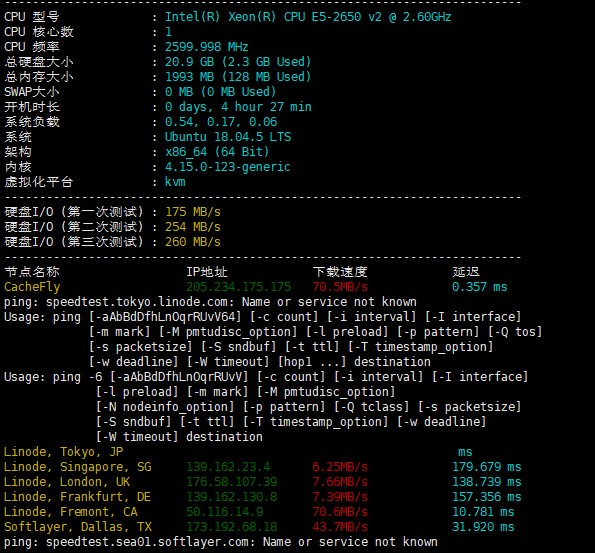 ----------------------------------------------------------------------
CPU 型号 : Intel(R) Xeon(R) CPU E5-2650 v2 @ 2.60GHz
CPU 核心数 : 1
CPU 频率 : 2599.998 MHz
总硬盘大小 : 20.9 GB (2.3 GB Used)
总内存大小 : 1993 MB (128 MB Used)
SWAP大小 : 0 MB (0 MB Used)
开机时长 : 0 days, 4 hour 27 min
系统负载 : 0.54, 0.17, 0.06
系统 : Ubuntu 18.04.5 LTS
架构 : x86_64 (64 Bit)
内核 : 4.15.0-123-generic
虚拟化平台 : kvm
----------------------------------------------------------------------
硬盘I/O (第一次测试) : 175 MB/s
硬盘I/O (第二次测试) : 254 MB/s
硬盘I/O (第三次测试) : 260 MB/s
----------------------------------------------------------------------
节点名称 IP地址 下载速度 延迟
CacheFly 205.234.175.175 70.5MB/s 0.357 ms
ping: speedtest.tokyo.linode.com: Name or service not known
Usage: ping [-aAbBdDfhLnOqrRUvV64] [-c count] [-i interval] [-I interface]
[-m mark] [-M pmtudisc_option] [-l preload] [-p pattern] [-Q tos]
[-s packetsize] [-S sndbuf] [-t ttl] [-T timestamp_option]
[-w deadline] [-W timeout] [hop1 ...] destination
Usage: ping -6 [-aAbBdDfhLnOqrRUvV] [-c count] [-i interval] [-I interface]
[-l preload] [-m mark] [-M pmtudisc_option]
[-N nodeinfo_option] [-p pattern] [-Q tclass] [-s packetsize]
[-S sndbuf] [-t ttl] [-T timestamp_option] [-w deadline]
[-W timeout] destination
Linode, Tokyo, JP ms
Linode, Singapore, SG 139.162.23.4 6.25MB/s 179.679 ms
Linode, London, UK 176.58.107.39 7.66MB/s 138.739 ms
Linode, Frankfurt, DE 139.162.130.8 7.39MB/s 157.356 ms
Linode, Fremont, CA 50.116.14.9 70.6MB/s 10.781 ms
Softlayer, Dallas, TX 173.192.68.18 43.7MB/s 31.920 ms
ping: speedtest.sea01.softlayer.com: Name or service not known